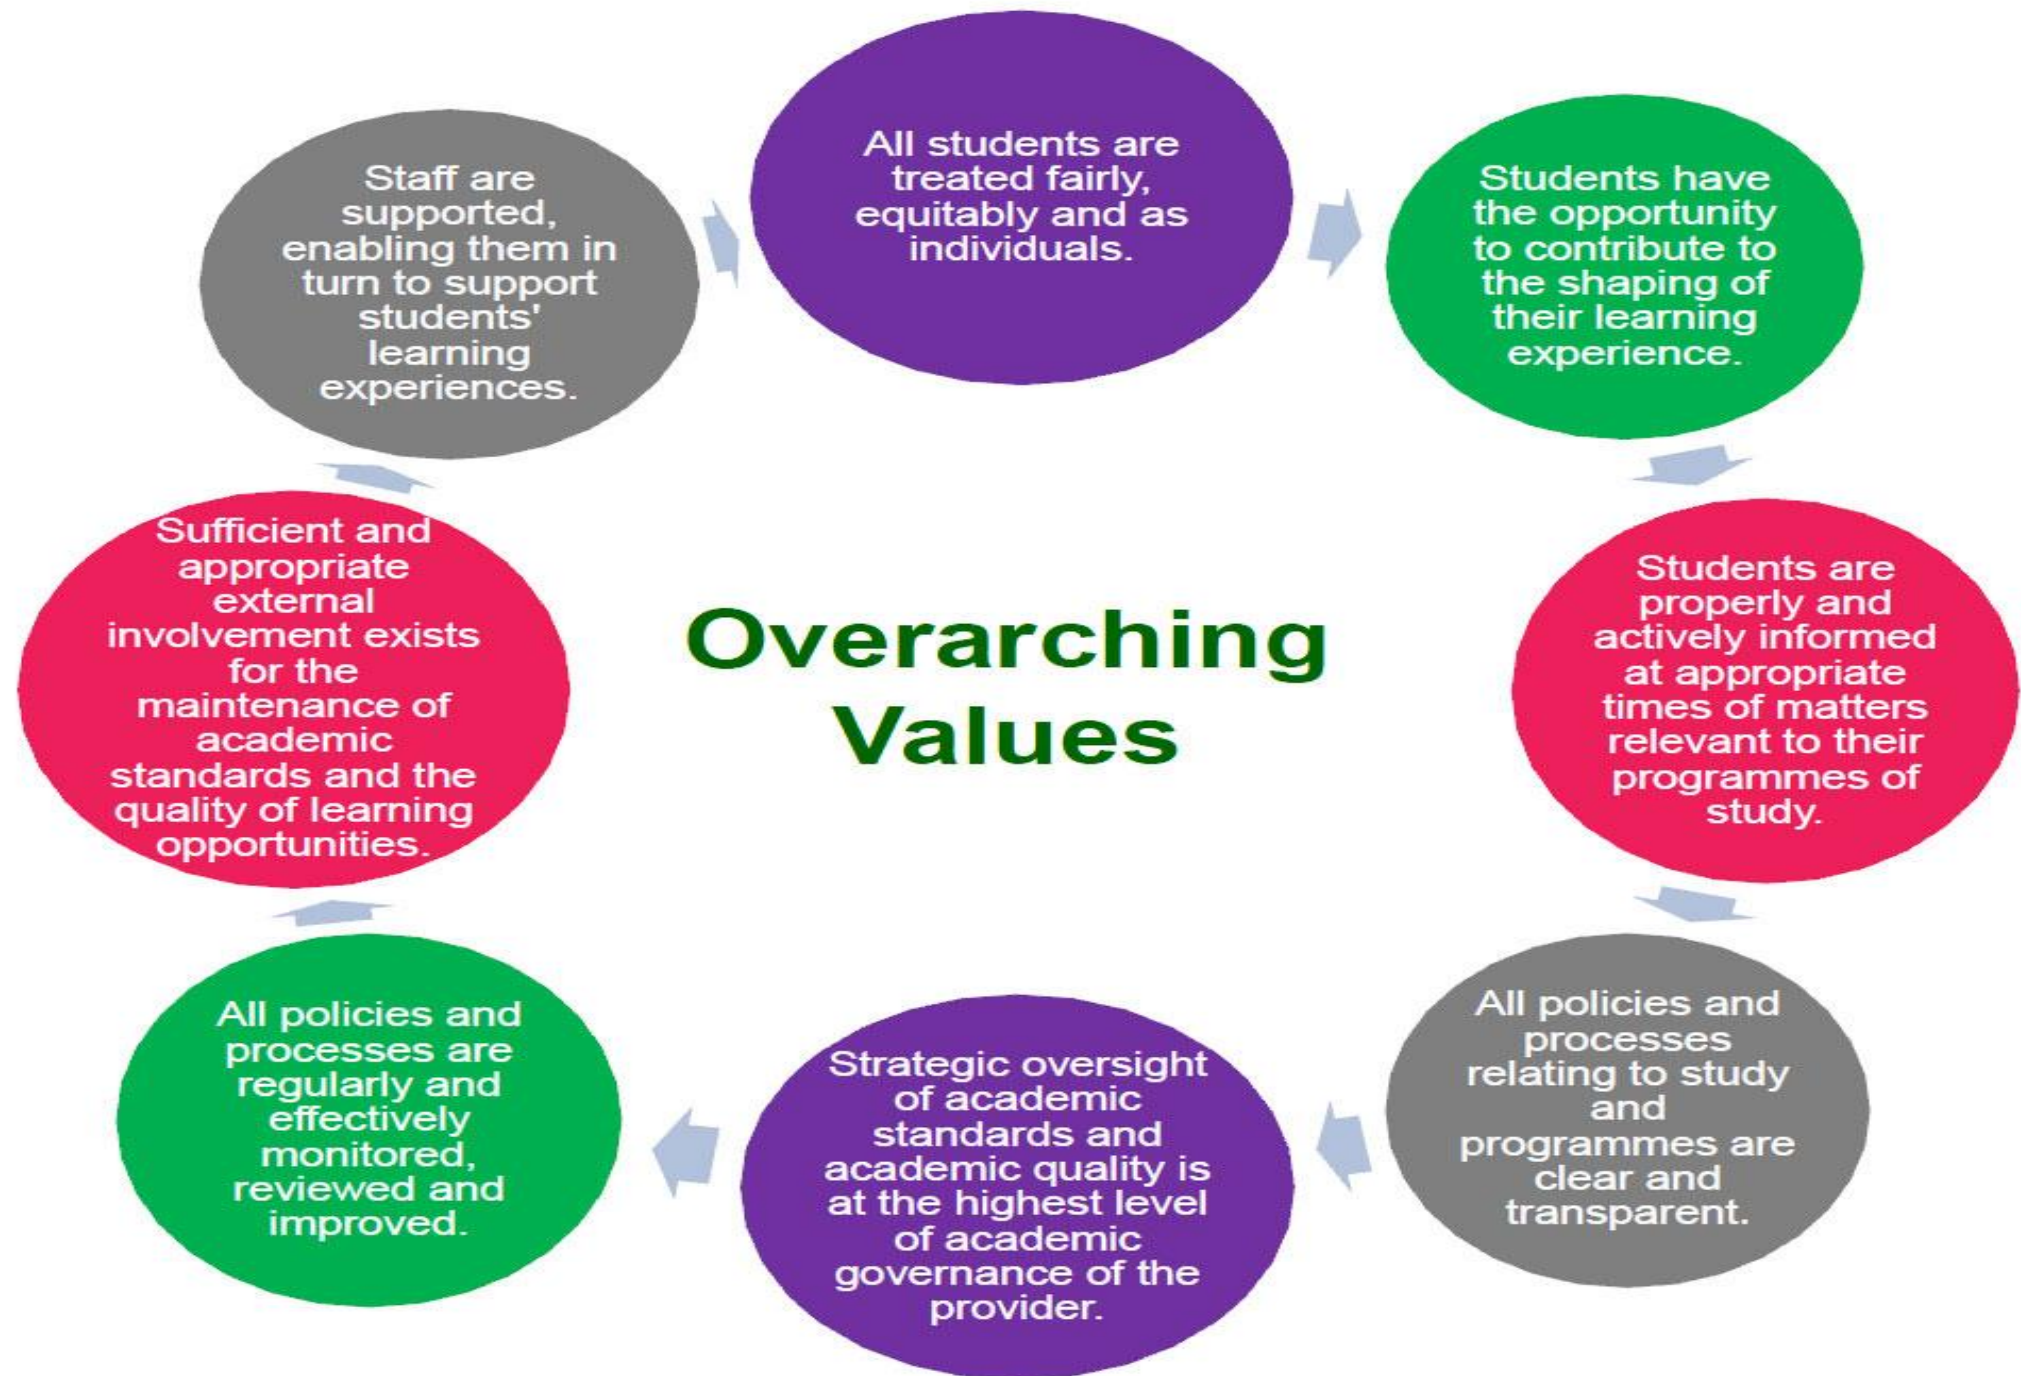 All students are
treated fairly,
equitably and as
individuals.
Students have
the opportunity
to contribute to
the shaping of
their learning
experience.
Students are
properly and
actively informed
at appropriate
times of matters
relevant to their
programmes of
study.
All policies and
processes
relating to study
and
programmes are
clear and
transparent.
Strategic oversight
of academic
standards and
academic quality is
at the highest level
of academic
governance of the
provider.
All policies and
processes are
regularly and
effectively
monitored,
reviewed and
improved.
Sufficient and
appropriate
external
involvement exists
for the
maintenance of
academic
standards and the
quality of learning
opportunities.
Staff are
supported,
enabling them in
turn to support
students'
learning
experiences.
Overarching
Values